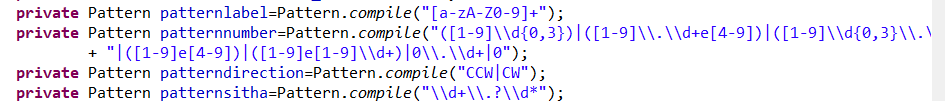 private Pattern patternlabel=Pattern.compile("[a-zA-Z0-9]+");
private Pattern patternnumber=Pattern.compile("([1-9]\\d{0,3})|([1-9]\\.\\d+e[4-9])|([1-9]\\d{0,3}\\.\
+ "|([1-9]e[4-9])|([1-9]e[1-9]\\d+)|0\\.\\d+|0");
private Pattern patterndirection=Pattern.compile("CCW|CW");
private Pattern patternsitha=Pattern.compile("\\d+\\.?\\d*");